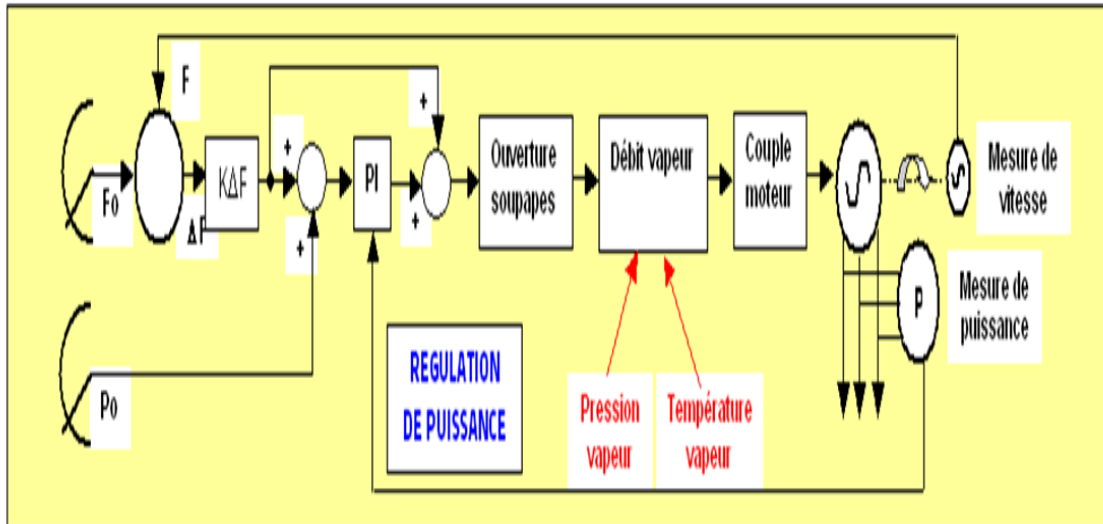 F
+
Fo
ΔF
KΔF
+
+
PI
+
Ouverture
soupapes
Débit vapeur
Couple
moteur
Mesure de
vitesse
P
Mesure de
puissance
Po
REGULATION
DE PUISSANCE
Pression
vapeur
Température
vapeur